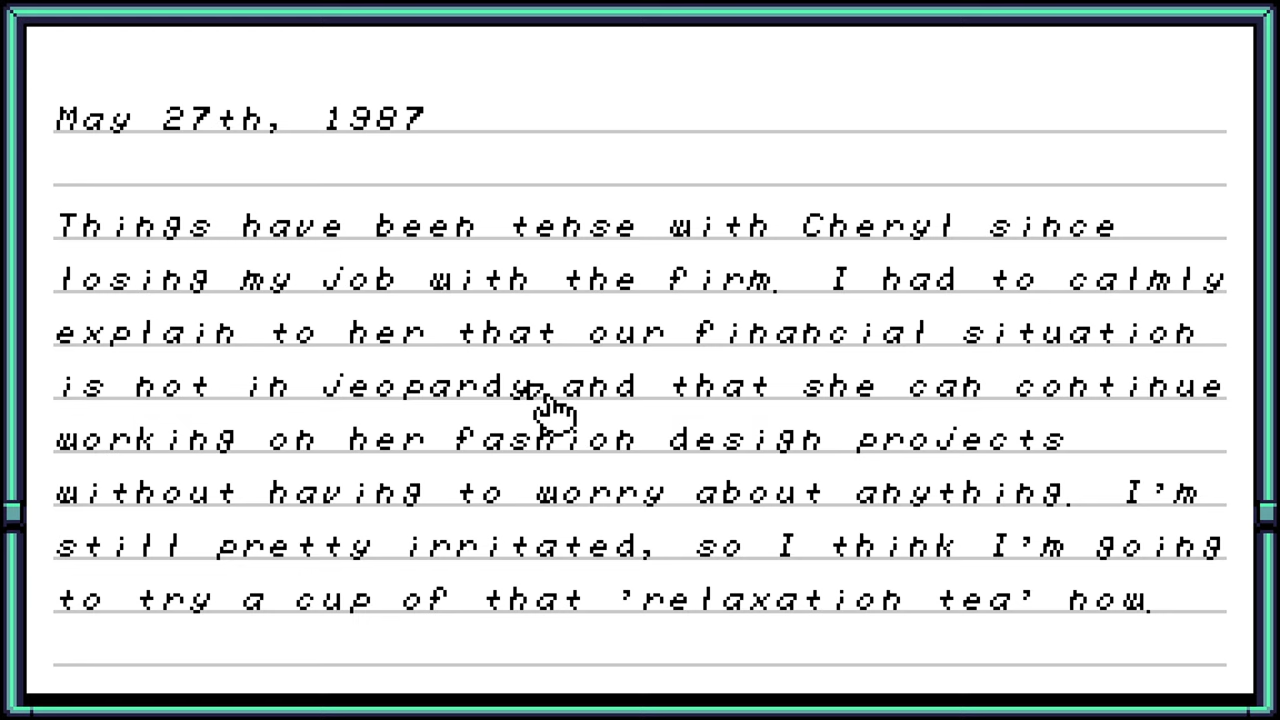 May 27th, 1987
Things have been tense with Cheryl since
losing my job with the firm. I had to calmly
explain to her that our financial situation
is not in jeopardy and that she can continue
working on her fashion design projects
without having to worry about anything. I'm
still pretty irritated, so I think I'm going
to try a cup of that 'relaxation tea' now.